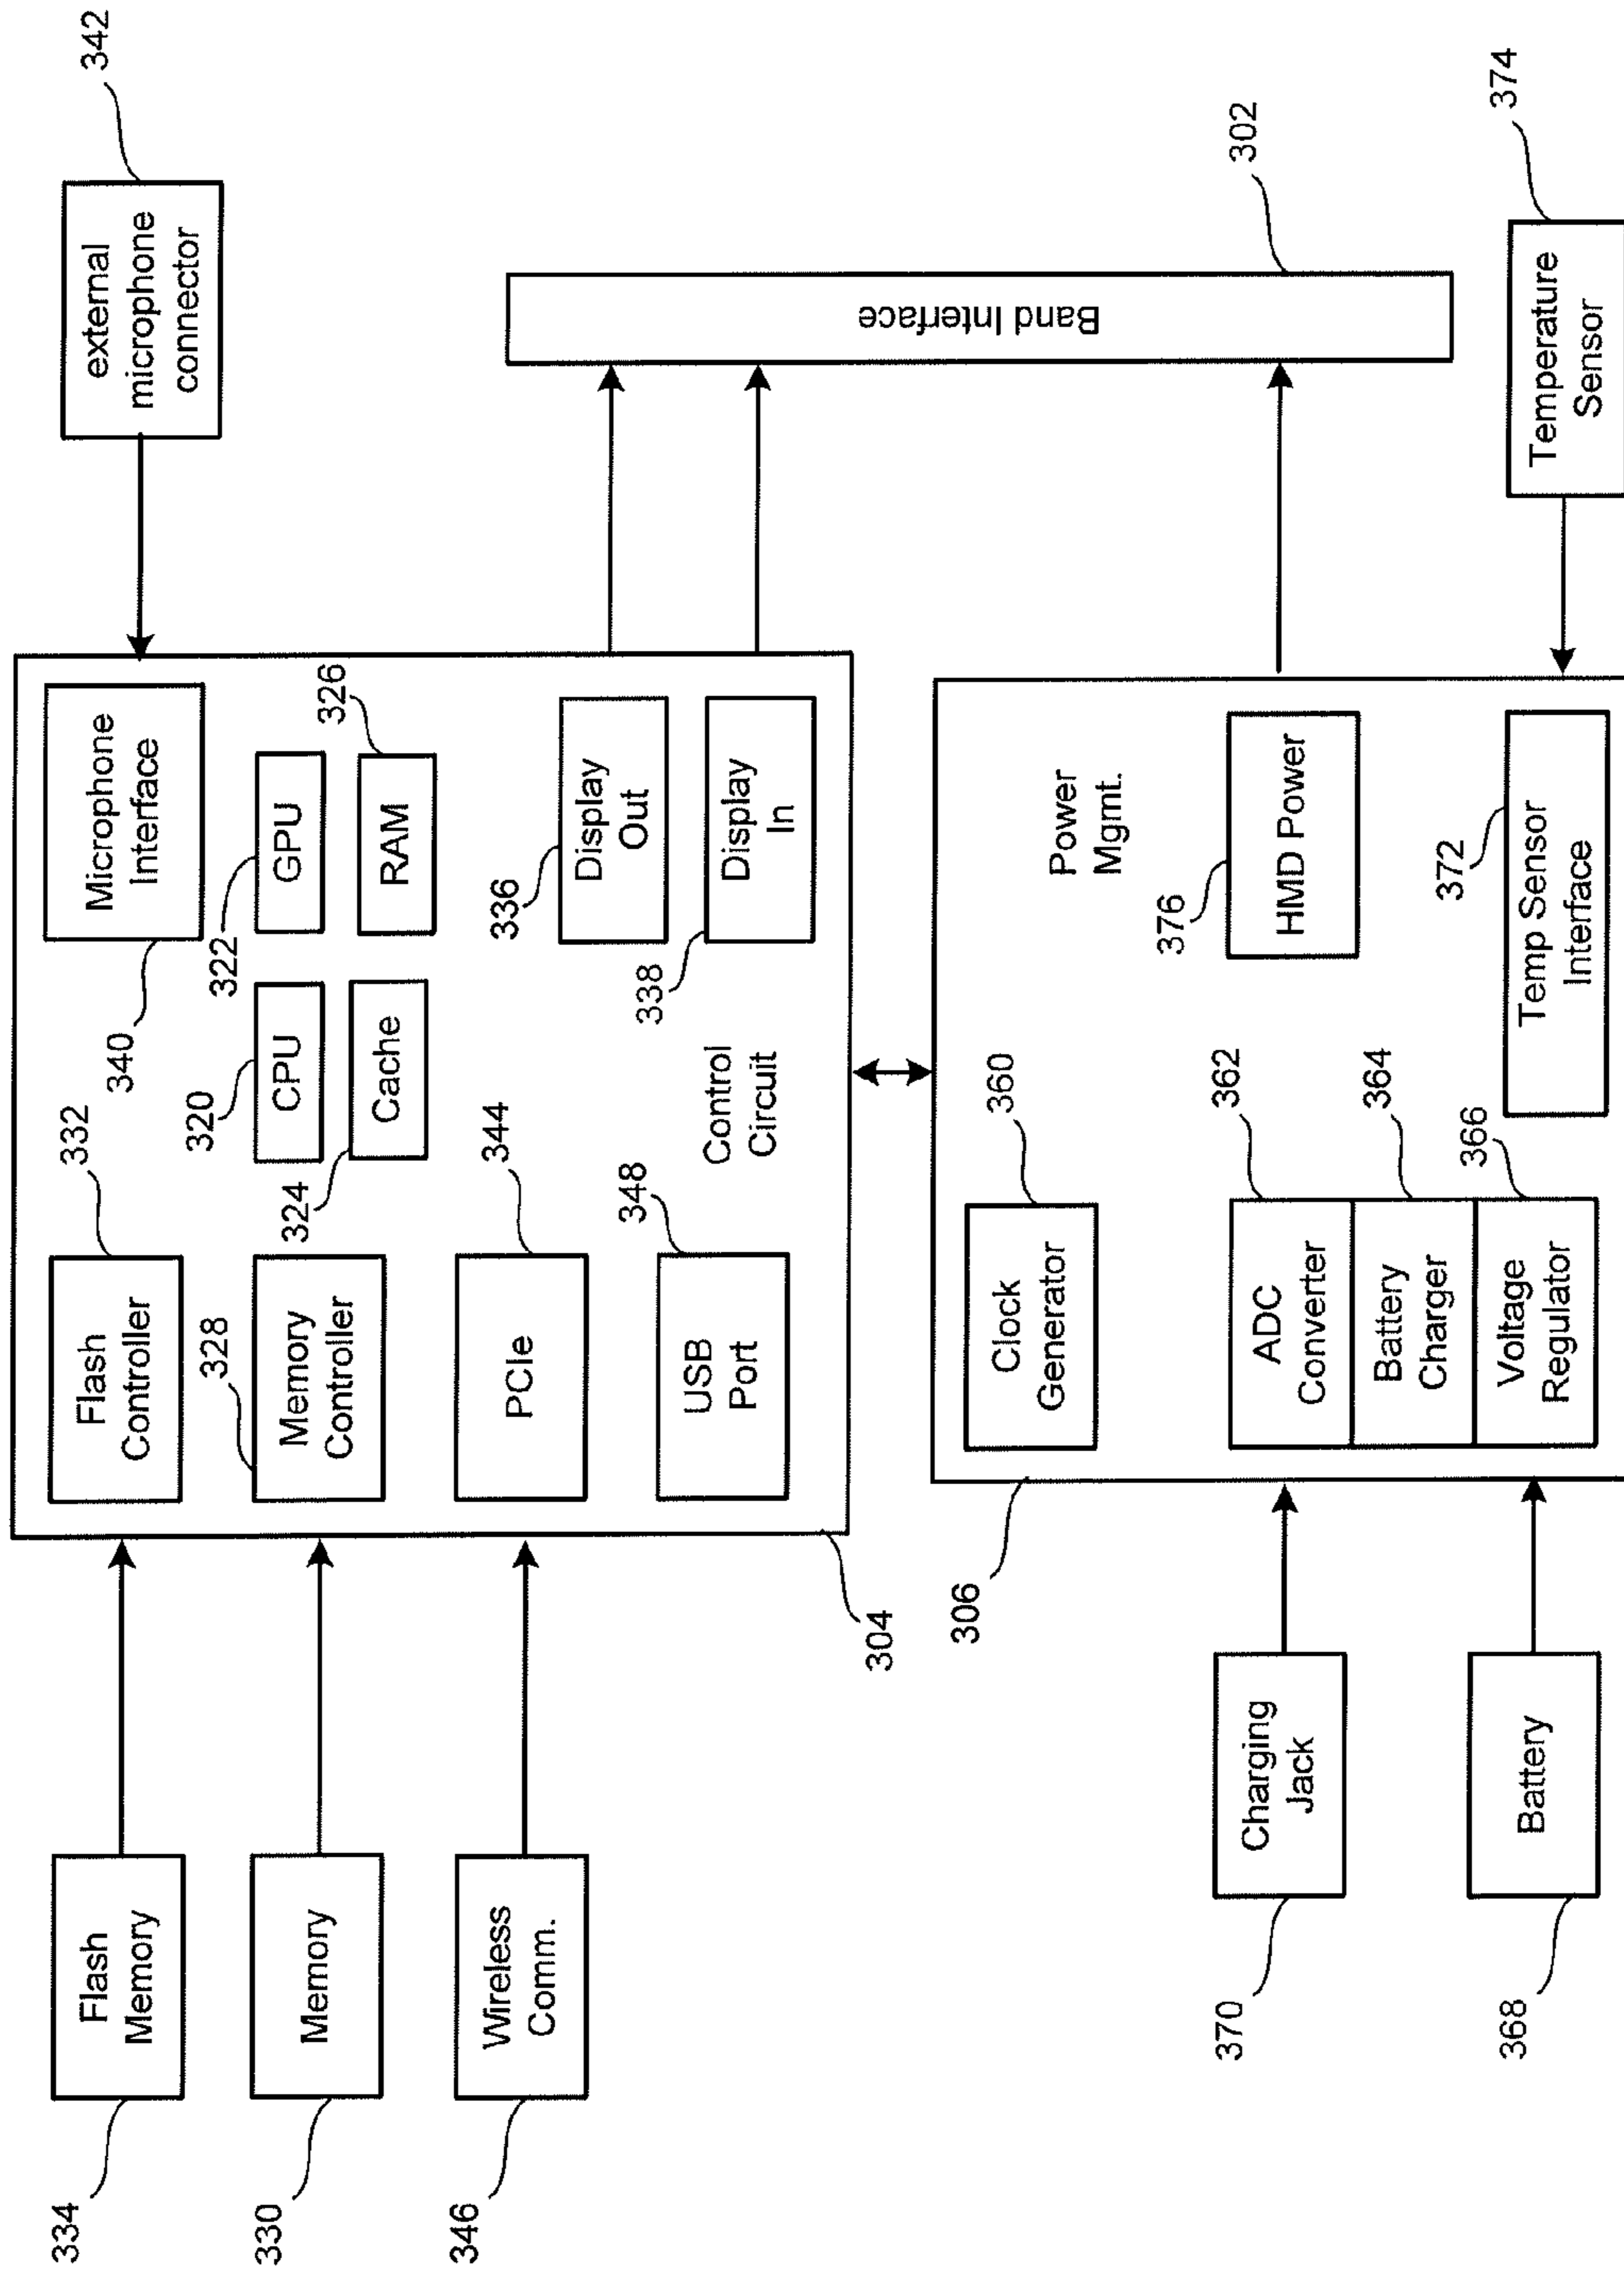 334
Flash
Memory
330
Memory
346
Wireless
Comm.
332
Flash
Controller
328
Memory
Controller
344
PCIe
348
USB
Port
304
340
Microphone
Interface
320
CPU
322
GPU
324
Cache
326
RAM
336
Display
Out
338
Display
In
Control
Circuit
342
external
microphone
connector
302
Band Interface
306
370
Charging
Jack
368
Battery
360
Clock
Generator
362
ADC
Converter
364
Battery
Charger
366
Voltage
Regulator
Power
Mgmt.
376
HMD Power
372
Temp Sensor
Interface
374
Temperature
Sensor